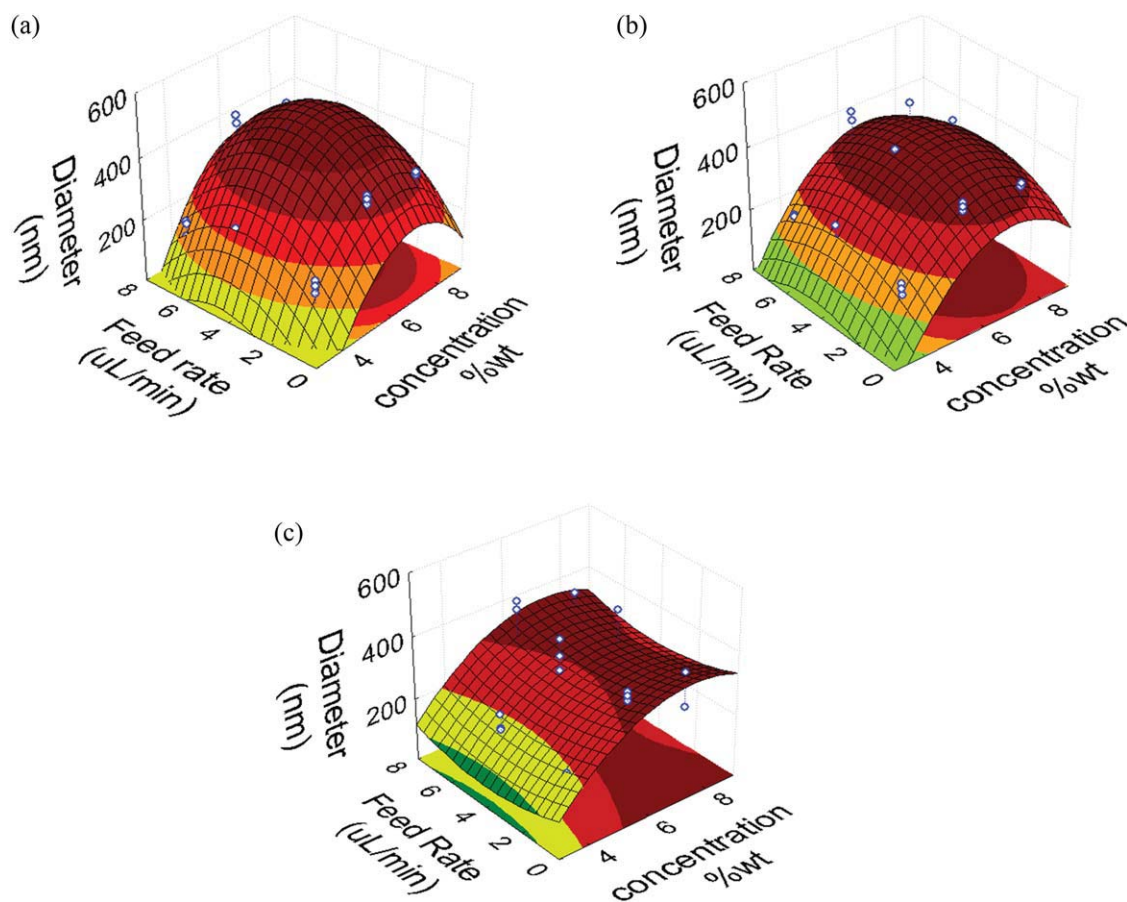 (a)
600
400
200
Diameter
(nm)
8
6
4
2
0
Feed rate
(uL/min)
4
6
8
concentration
%wt
(b)
600
400
200
Diameter
(nm)
8
6
4
2
0
Feed Rate
(uL/min)
4
6
8
concentration
%wt
(c)
600
400
200
Diameter
(nm)
8
6
4
2
0
Feed Rate
(uL/min)
4
6
8
concentration
%wt